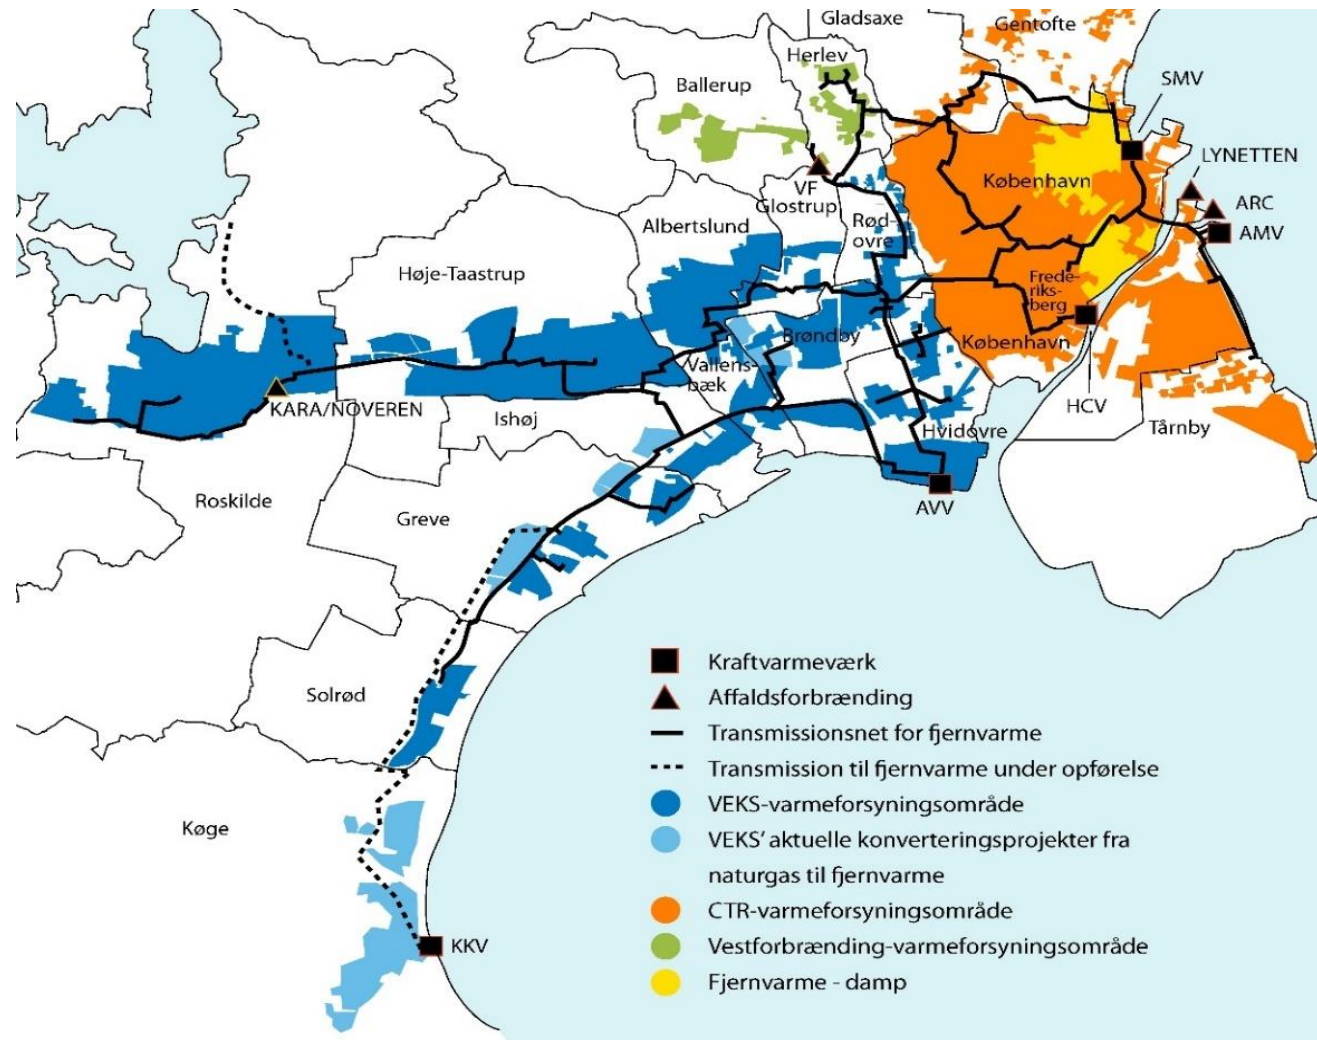 Gladsaxe
Gentofte
Herlev
SMV
Ballerup
LYNETTEN
København
VF
Glostrup
ARC
Albertslund
Rød-
ovre
AMV
Høje-Taastrup
Frede-
riks-
berg
Brøndby
København
Vallens-
bæk
KARA/NOVEREN
Ishøj
HCV
Hvidovre
Tårnby
Roskilde
Greve
AVV
Solrød
Køge
KKV
Kraftvarmeværk
Affaldsforbrænding
Transmissionsnet for fjernvarme
Transmission til fjernvarme under opførelse
VEKS-varmeforsyningsområde
VEKS' aktuelle konverteringsprojekter fra
naturgas til fjernvarme
CTR-varmeforsyningsområde
Vestforbrænding-varmeforsyningsområde
Fjernvarme - damp